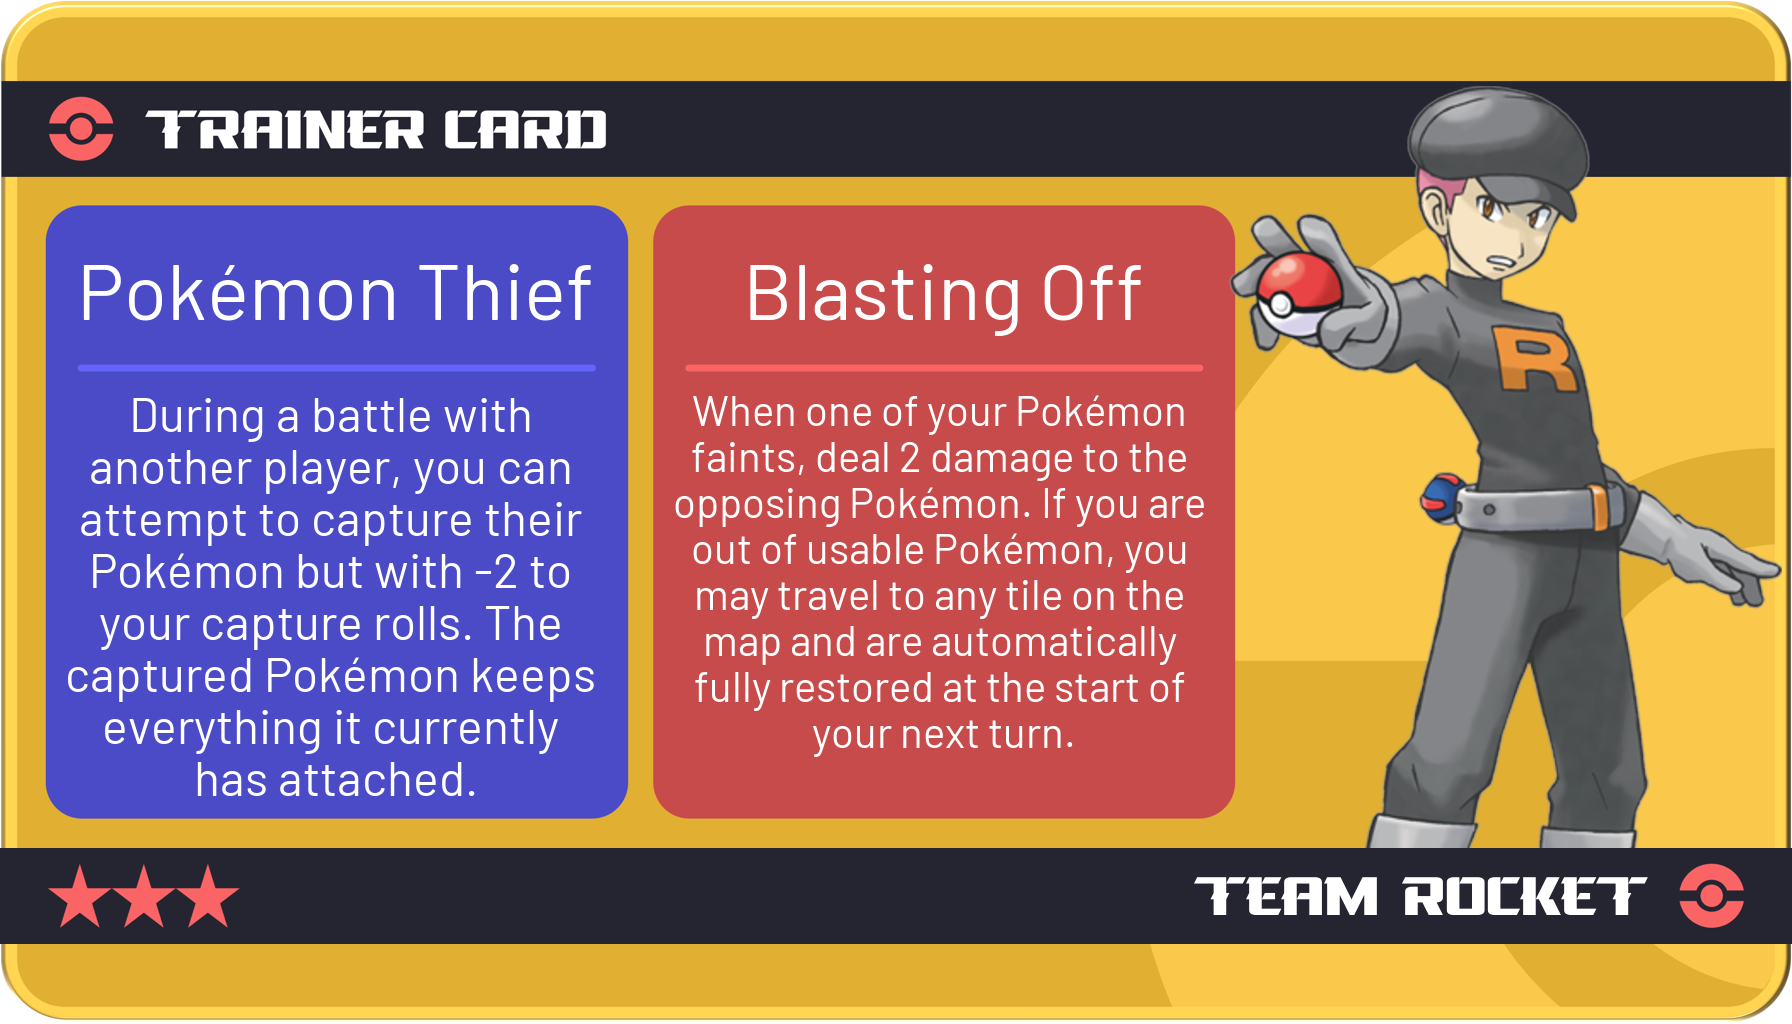 TRAINER CARD
Pokémon Thief
During a battle with
another player, you can
attempt to capture their
Pokémon but with -2 to
your capture rolls. The
captured Pokémon keeps
everything it currently
has attached.
Blasting Off
When one of your Pokémon
faints, deal 2 damage to the
opposing Pokémon. If you are
out of usable Pokémon, you
may travel to any tile on the
map and are automatically
fully restored at the start of
your next turn.
R
TEAM ROCKET